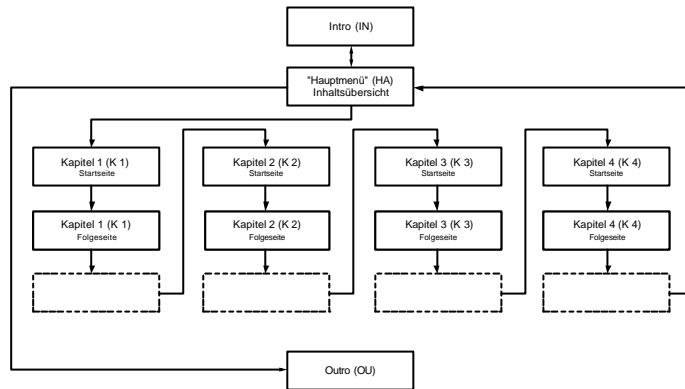 Intro (IN)
"Hauptmenü" (HA)
Inhaltsübersicht
Kapitel 1 (K 1)
Startseite
Kapitel 2 (K 2)
Startseite
Kapitel 3 (K 3)
Startseite
Kapitel 4 (K 4)
Startseite
Kapitel 1 (K 1)
Folgeseite
Kapitel 2 (K 2)
Folgeseite
Kapitel 3 (K 3)
Folgeseite
Kapitel 4 (K 4)
Folgeseite
Outro (OU)